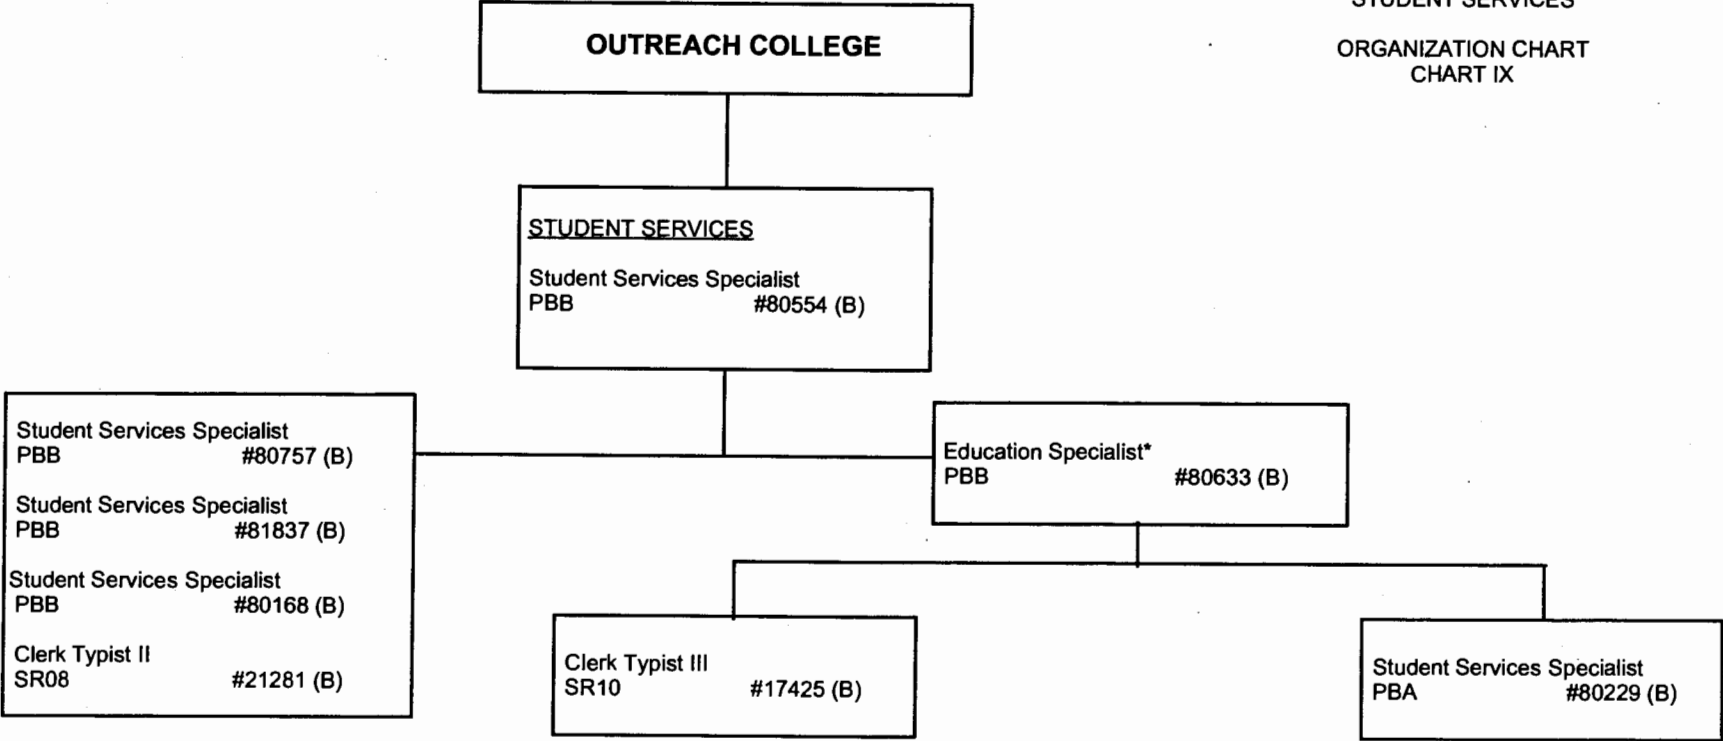 STUDENT SERVICES
ORGANIZATION CHART
CHART IX
OUTREACH COLLEGE
STUDENT SERVICES
Student Services Specialist
PBB #80554 (B)
Student Services Specialist
PBB #80757 (B)
Student Services Specialist
PBB #81837 (B)
Student Services Specialist
PBB #80168 (B)
Clerk Typist II
SR08 #21281 (B)
Education Specialist*
PBB #80633 (B)
Clerk Typist III
SR10 #17425 (B)
Student Services Specialist
PBA #80229 (B)